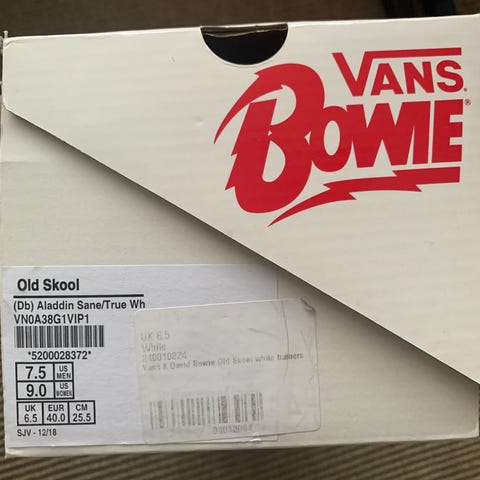 VANS
BOWIE
Old Skool
(Db) Aladdin Sane/True Wh
VN0A38G1VIP1
*5200028372*
7.5 US MEN
9.0 US WOMEN
UK EUR CM
6.5 40.0 25.5
SJV - 12/18
UK 6.5
White
240010824
Vans X David Bowie Old Skool white trainers